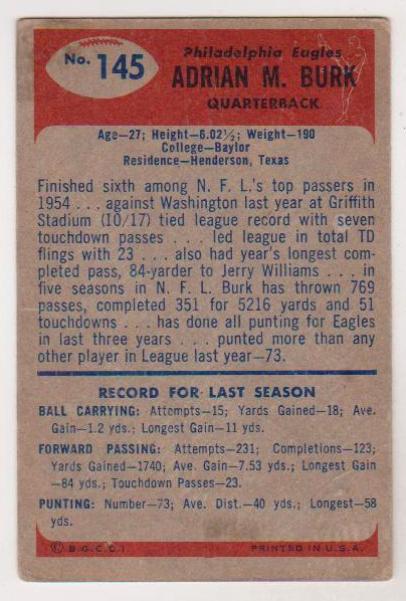 No. 145
Philadelphia Eagles
ADRIAN M. BURK
QUARTERBACK
Age—27; Height—6.02½; Weight—190
College—Baylor
Residence—Henderson, Texas
Finished sixth among N. F. L.'s top passers in
1954 . . . against Washington last year at Griffith
Stadium (10/17) tied league record with seven
touchdown passes . . . led league in total TD
flings with 23 . . . also had year's longest com-
pleted pass, 84-yarder to Jerry Williams . . . in
five seasons in N. F. L. Burk has thrown 769
passes, completed 351 for 5216 yards and 51
touchdowns . . . has done all punting for Eagles
in last three years . . . punted more than any
other player in League last year—73.
RECORD FOR LAST SEASON
BALL CARRYING: Attempts—15; Yards Gained—18; Ave.
Gain—1.2 yds.; Longest Gain—11 yds.
FORWARD PASSING: Attempts—231; Completions—123;
Yards Gained—1740; Ave. Gain—7.53 yds.; Longest Gain
—84 yds.; Touchdown Passes—23.
PUNTING: Number—73; Ave. Dist.—40 yds.; Longest—58
yds.
© B.G.C.C.I.
PRINTED IN U.S.A.